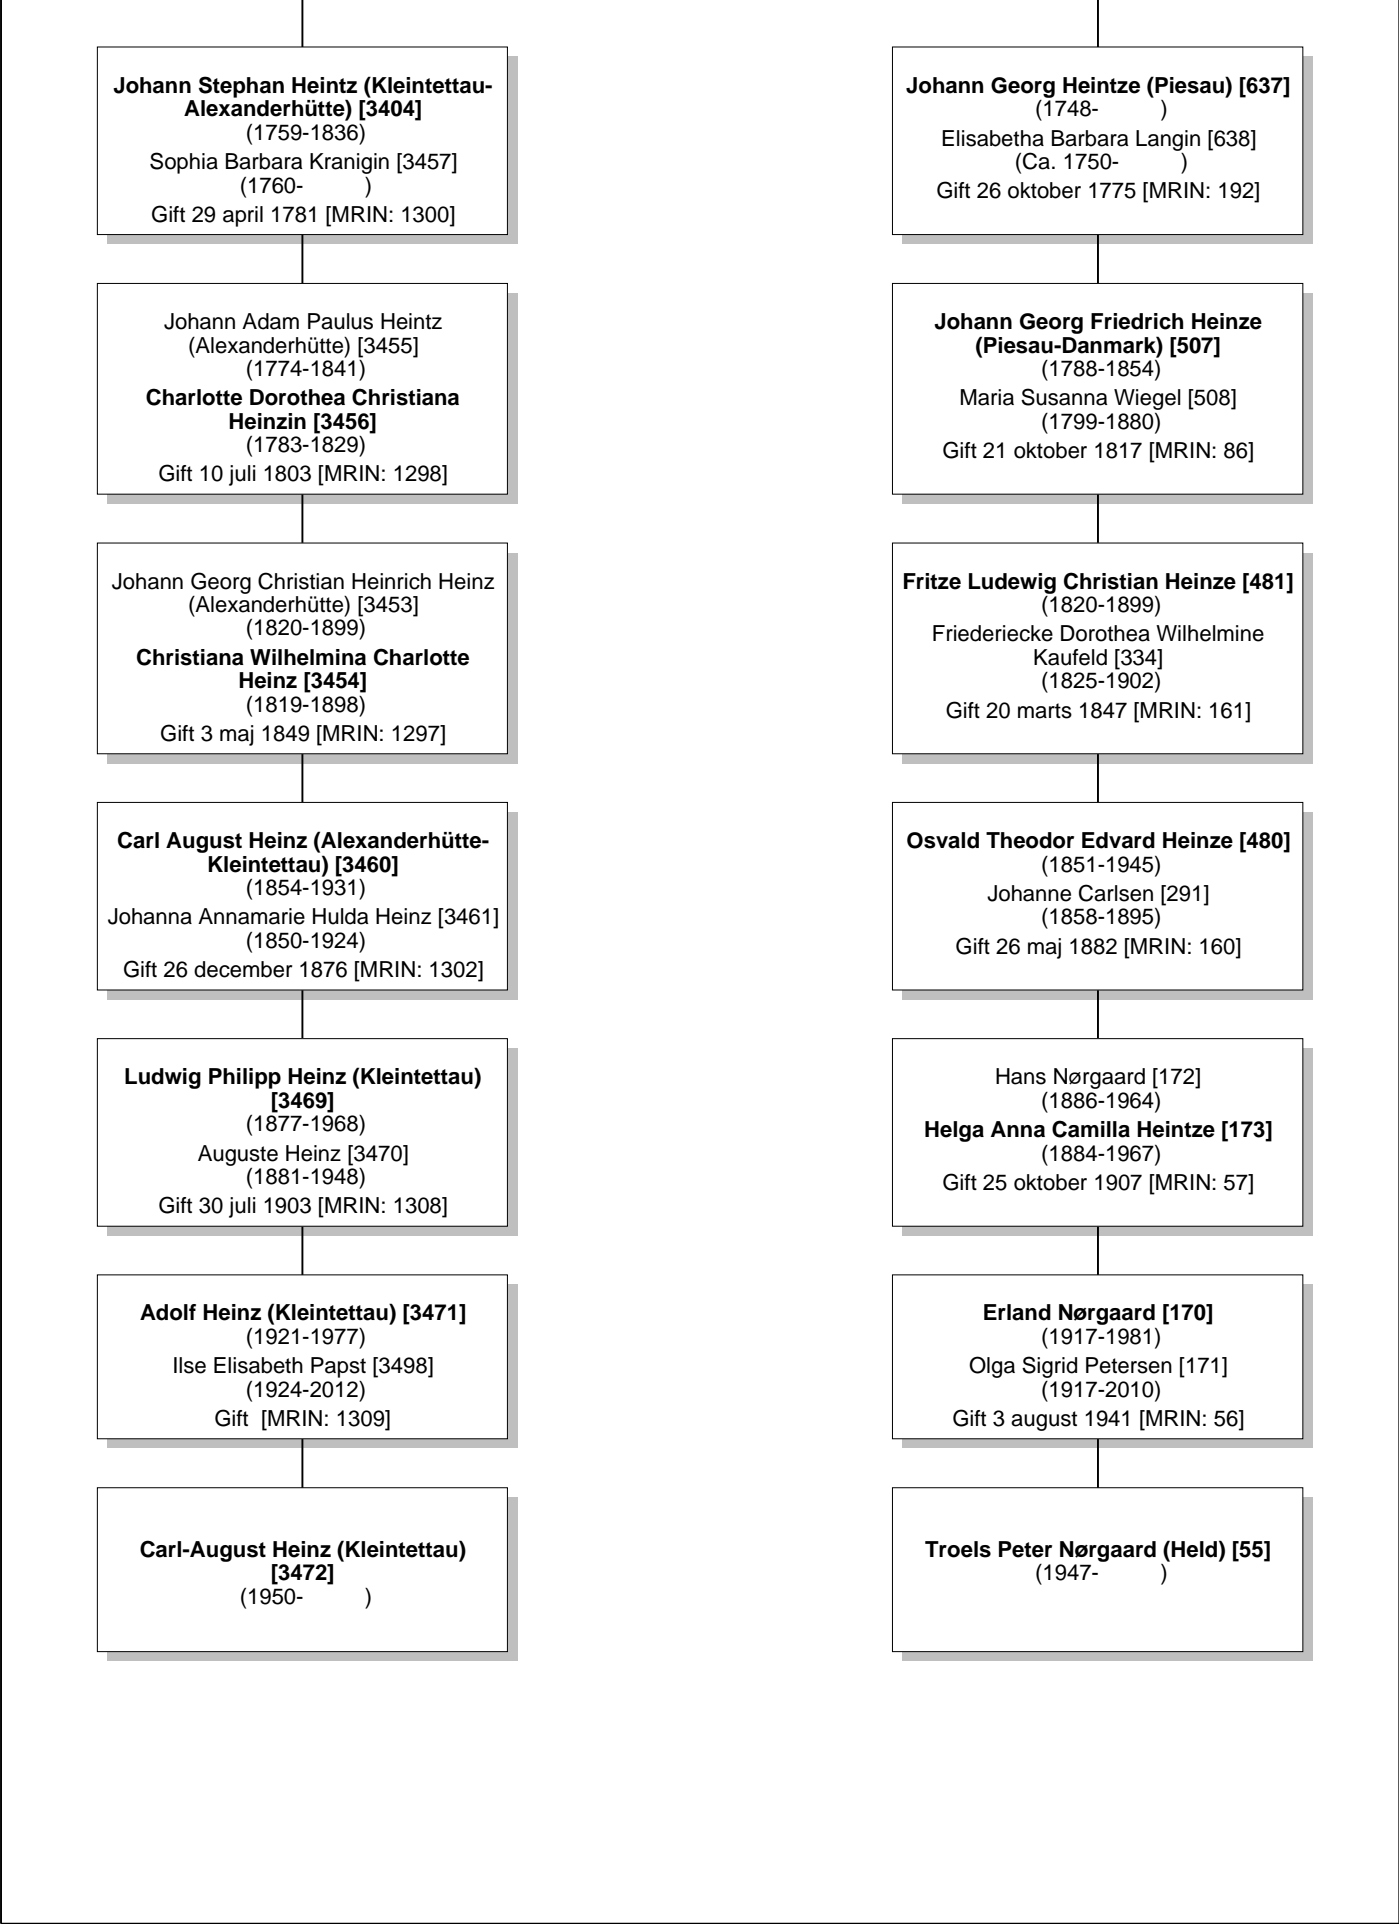 Johann Stephan Heintz (Kleintettau-
Alexanderhütte) [3404]
(1759-1836)
Sophia Barbara Kranigin [3457]
(1760- )
Gift 29 april 1781 [MRIN: 1300]
Johann Adam Paulus Heintz
(Alexanderhütte) [3455]
(1774-1841)
Charlotte Dorothea Christiana
Heinzin [3456]
(1783-1829)
Gift 10 juli 1803 [MRIN: 1298]
Johann Georg Christian Heinrich Heinz
(Alexanderhütte) [3453]
(1820-1899)
Christiana Wilhelmina Charlotte
Heinz [3454]
(1819-1898)
Gift 3 maj 1849 [MRIN: 1297]
Carl August Heinz (Alexanderhütte-
Kleintettau) [3460]
(1854-1931)
Johanna Annamarie Hulda Heinz [3461]
(1850-1924)
Gift 26 december 1876 [MRIN: 1302]
Ludwig Philipp Heinz (Kleintettau)
[3469]
(1877-1968)
Auguste Heinz [3470]
(1881-1948)
Gift 30 juli 1903 [MRIN: 1308]
Adolf Heinz (Kleintettau) [3471]
(1921-1977)
Ilse Elisabeth Papst [3498]
(1924-2012)
Gift [MRIN: 1309]
Carl-August Heinz (Kleintettau)
[3472]
(1950- )
Johann Georg Heintze (Piesau) [637]
(1748- )
Elisabetha Barbara Langin [638]
(Ca. 1750- )
Gift 26 oktober 1775 [MRIN: 192]
Johann Georg Friedrich Heinze
(Piesau-Danmark) [507]
(1788-1854)
Maria Susanna Wiegel [508]
(1799-1880)
Gift 21 oktober 1817 [MRIN: 86]
Fritze Ludewig Christian Heinze [481]
(1820-1899)
Friederiecke Dorothea Wilhelmine
Kaufeld [334]
(1825-1902)
Gift 20 marts 1847 [MRIN: 161]
Osvald Theodor Edvard Heinze [480]
(1851-1945)
Johanne Carlsen [291]
(1858-1895)
Gift 26 maj 1882 [MRIN: 160]
Hans Nørgaard [172]
(1886-1964)
Helga Anna Camilla Heintze [173]
(1884-1967)
Gift 25 oktober 1907 [MRIN: 57]
Erland Nørgaard [170]
(1917-1981)
Olga Sigrid Petersen [171]
(1917-2010)
Gift 3 august 1941 [MRIN: 56]
Troels Peter Nørgaard (Held) [55]
(1947- )